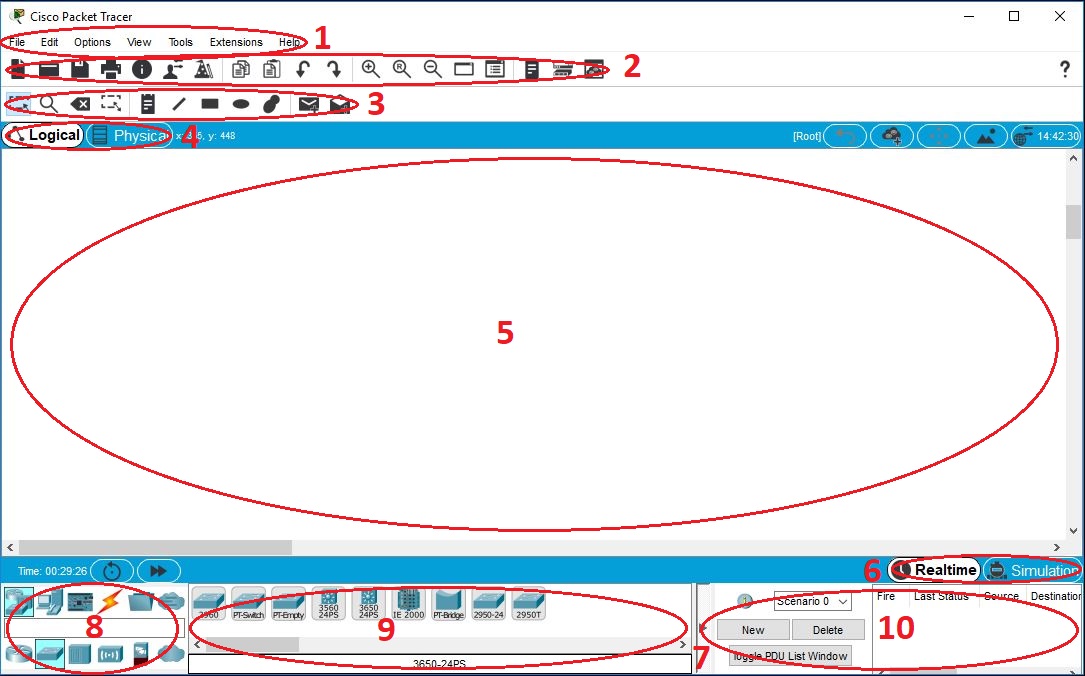 Cisco Packet Tracer
File Edit Options View Tools Extensions Help 1
2
3
Logical Physical 4 y: 448
[Root] 14:42:30
5
Time: 00:29:26
6 Realtime Simulation
8
3560 PT-Switch PT-Empty 3560 24PS 3650 24PS IE 2000 PT-Bridge 2950-24 2950T
9
3650-24PS
7
1 Scenario 0
New Delete
Toggle PDU List Window
Fire Last Status Source Destination
10